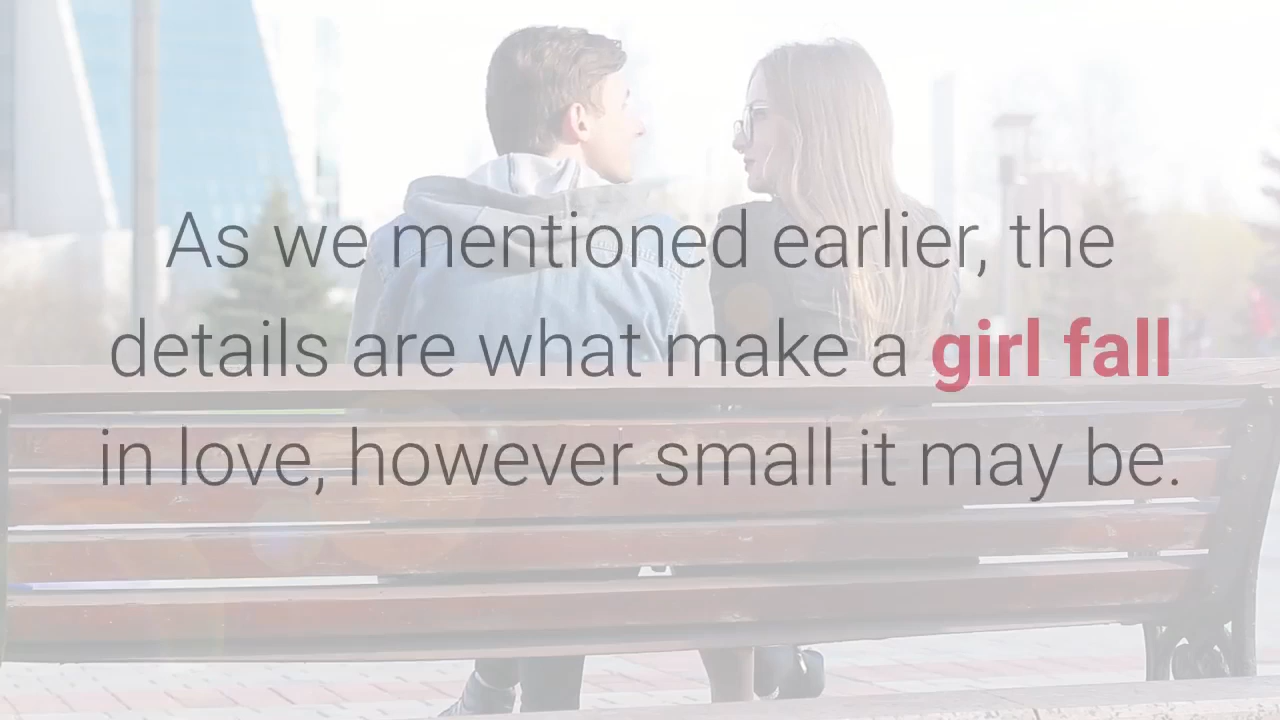 As we mentioned earlier, the
details are what make a girl fall
in love, however small it may be.